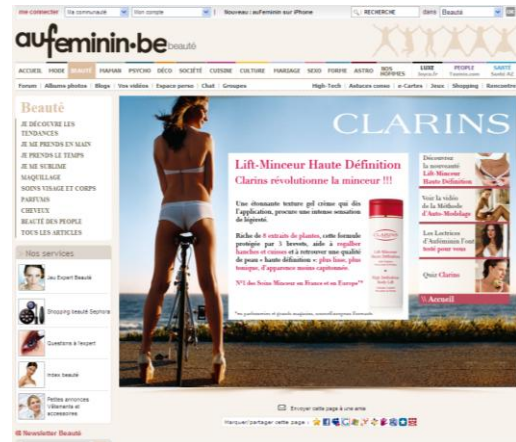 me connecter Ma communauté Mon compte Nouveau : auFeminin sur iPhone RECHERCHE dans Beauté
aufeminin.be beauté
ACCUEIL MODE BEAUTÉ MAMAN PSYCHO DÉCO SOCIÉTÉ CUISINE CULTURE MARIAGE SEXO FORME ASTRO NOS HOMMES LUXE PEOPLE SANTÉ
Forum Albums photos Blogs Vos vidéos Espace perso Chat Groupes High-Tech Astuces conso e-Cartes Jeux Shopping Rencontre
Beauté
JE DÉCOUVRE LES
TENDANCES
JE ME PRENDS EN MAIN
JE PRENDS LE TEMPS
JE ME SUBLIME
MAQUILLAGE
SOINS VISAGE ET CORPS
PARFUMS
CHEVEUX
BEAUTÉ DES PEOPLE
TOUS LES ARTICLES
Nos services
Jeu Expert Beauté
Shopping beauté Sephora
Questions à l'expert
Index beauté
Petites annonces
Vêtements et
accessoires
Newsletter Beauté
CLARINS
Lift-Minceur Haute Définition
Clarins révolutionne la minceur !!!
Une étonnante texture gel crème qui dès
l'application, procure une intense sensation
de légèreté.
Riche de 8 extraits de plantes, cette formule
protégée par 3 brevets, aide à regalber
hanches et cuisses et à retrouver une qualité
de peau « haute définition »: plus lisse, plus
tonique, d'apparence moins capitonnée.
N°1 des Soins Minceur en France et en Europe**
CLARINS
Découvrez
la nouveauté
Lift Minceur
Haute Définition
Voir la vidéo
de la Méthode
d'Auto-Modelage
Les Lectrices
d'Auféminin l'ont
testé pour vous
Quiz Clarins
Accueil
Envoyer cette page à une amie
Marquer/partager cette page :